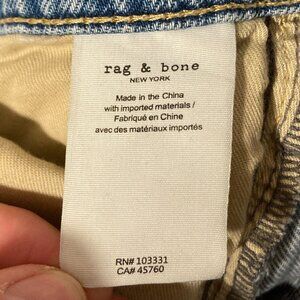 rag & bone
NEW YORK
Made in the China
with imported materials /
Fabriqué en Chine
avec des matériaux importés
RN# 103331
CA# 45760